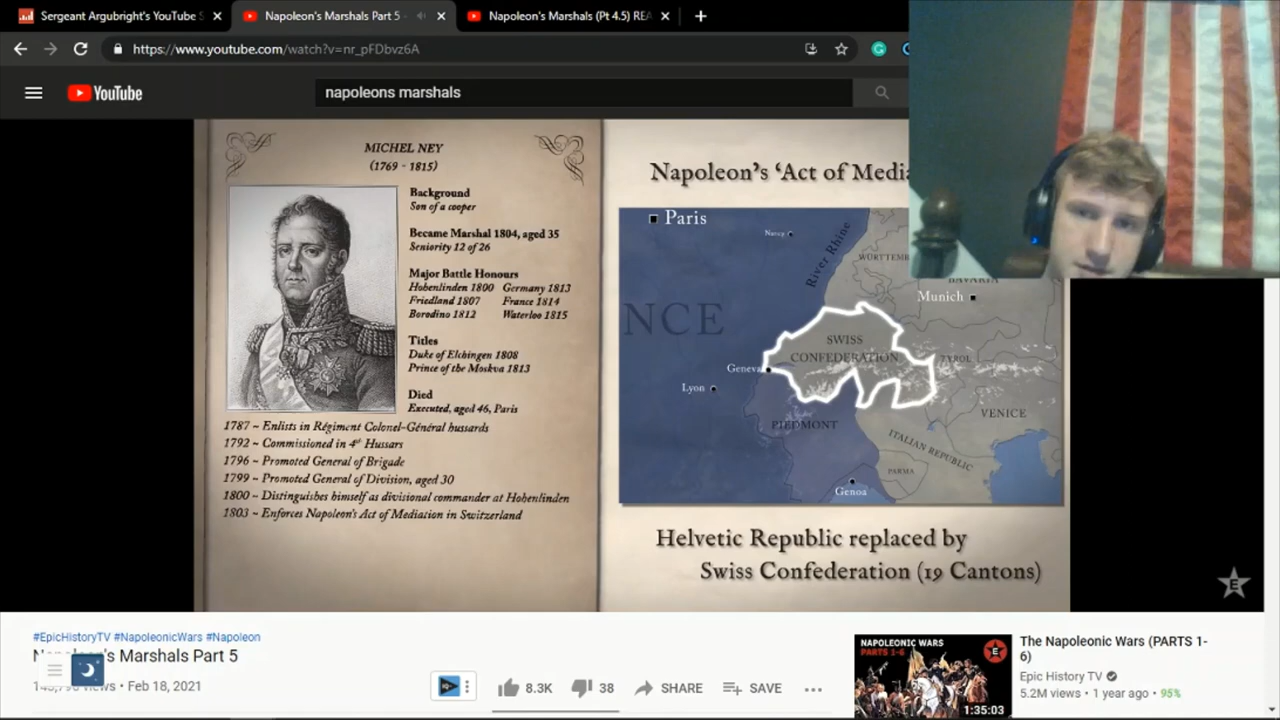 Sergeant Argubright's YouTube
Napoleon's Marshals Part 5
Napoleon's Marshals (Pt 4.5) REA
https://www.youtube.com/watch?v=nr_pFDbvz6A
YouTube
napoleons marshals
MICHEL NEY
(1769 - 1815)
Background
Son of a cooper
Became Marshal 1804, aged 35
Seniority 12 of 26
Major Battle Honours
Hohenlinden 1800 Germany 1813
Friedland 1807 France 1814
Borodino 1812 Waterloo 1815
Titles
Duke of Elchingen 1808
Prince of the Moskva 1813
Died
Executed, aged 46, Paris
1787 ~ Enlists in Régiment Colonel-Général hussards
1792 ~ Commissioned in 4th Hussars
1796 ~ Promoted General of Brigade
1799 ~ Promoted General of Division, aged 30
1800 ~ Distinguishes himself as divisional commander at Hohenlinden
1803 ~ Enforces Napoleon's Act of Mediation in Switzerland
Napoleon's 'Act of Media
Paris
Nancy
River Rhine
WÜRTTEMB
BAVARIA
Munich
NCE
SWISS
CONFEDERATION
TYROL
Geneva
Lyon
PIEDMONT
VENICE
ITALIAN REPUBLIC
PARMA
Genoa
Helvetic Republic replaced by
Swiss Confederation (19 Cantons)
E
#EpicHistoryTV #NapoleonicWars #Napoleon
Marshals Part 5
views • Feb 18, 2021
8.3K
38
SHARE
SAVE
NAPOLEONIC WARS
PARTS 1-6
E
1:35:03
The Napoleonic Wars (PARTS 1-
6)
Epic History TV
5.2M views • 1 year ago • 95%